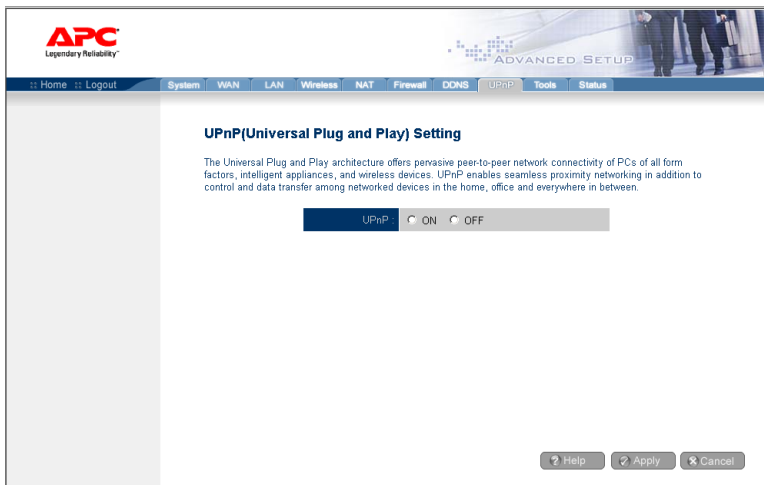 APC
Legendary Reliability™
ADVANCED SETUP
:: Home :: Logout
System WAN LAN Wireless NAT Firewall DDNS UPnP Tools Status
UPnP(Universal Plug and Play) Setting
The Universal Plug and Play architecture offers pervasive peer-to-peer network connectivity of PCs of all form
factors, intelligent appliances, and wireless devices. UPnP enables seamless proximity networking in addition to
control and data transfer among networked devices in the home, office and everywhere in between.
UPnP : ON OFF
Help Apply Cancel